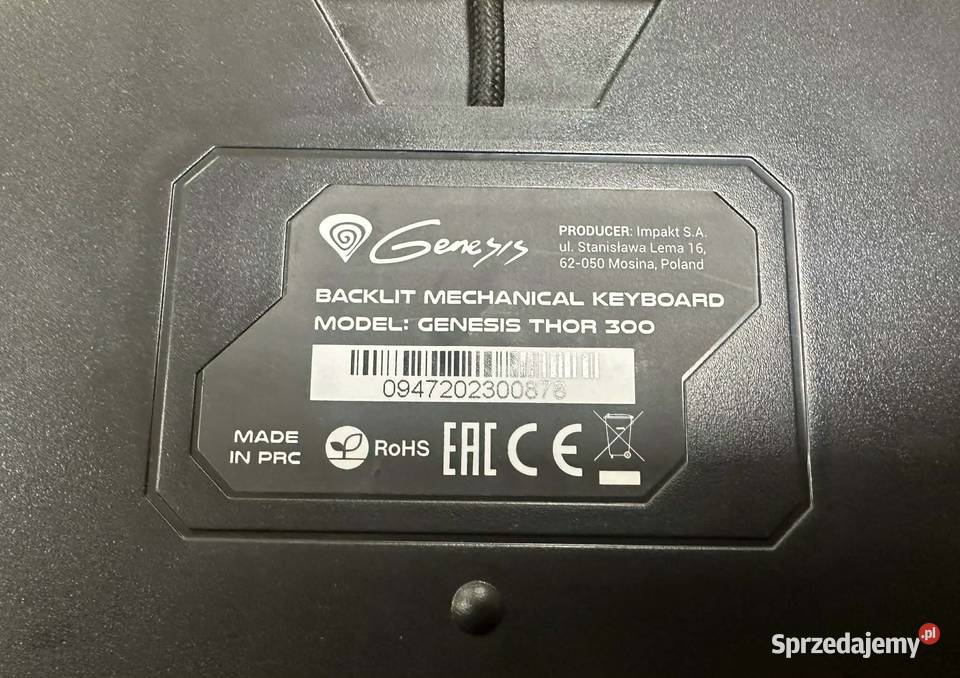 Genesis
PRODUCER: Impakt S.A.
ul. Stanisława Lema 16,
62-050 Mosina, Poland
BACKLIT MECHANICAL KEYBOARD
MODEL: GENESIS THOR 300
0947202300878
MADE
IN PRC
RoHS
EAC CE
Sprzedajemy.pl